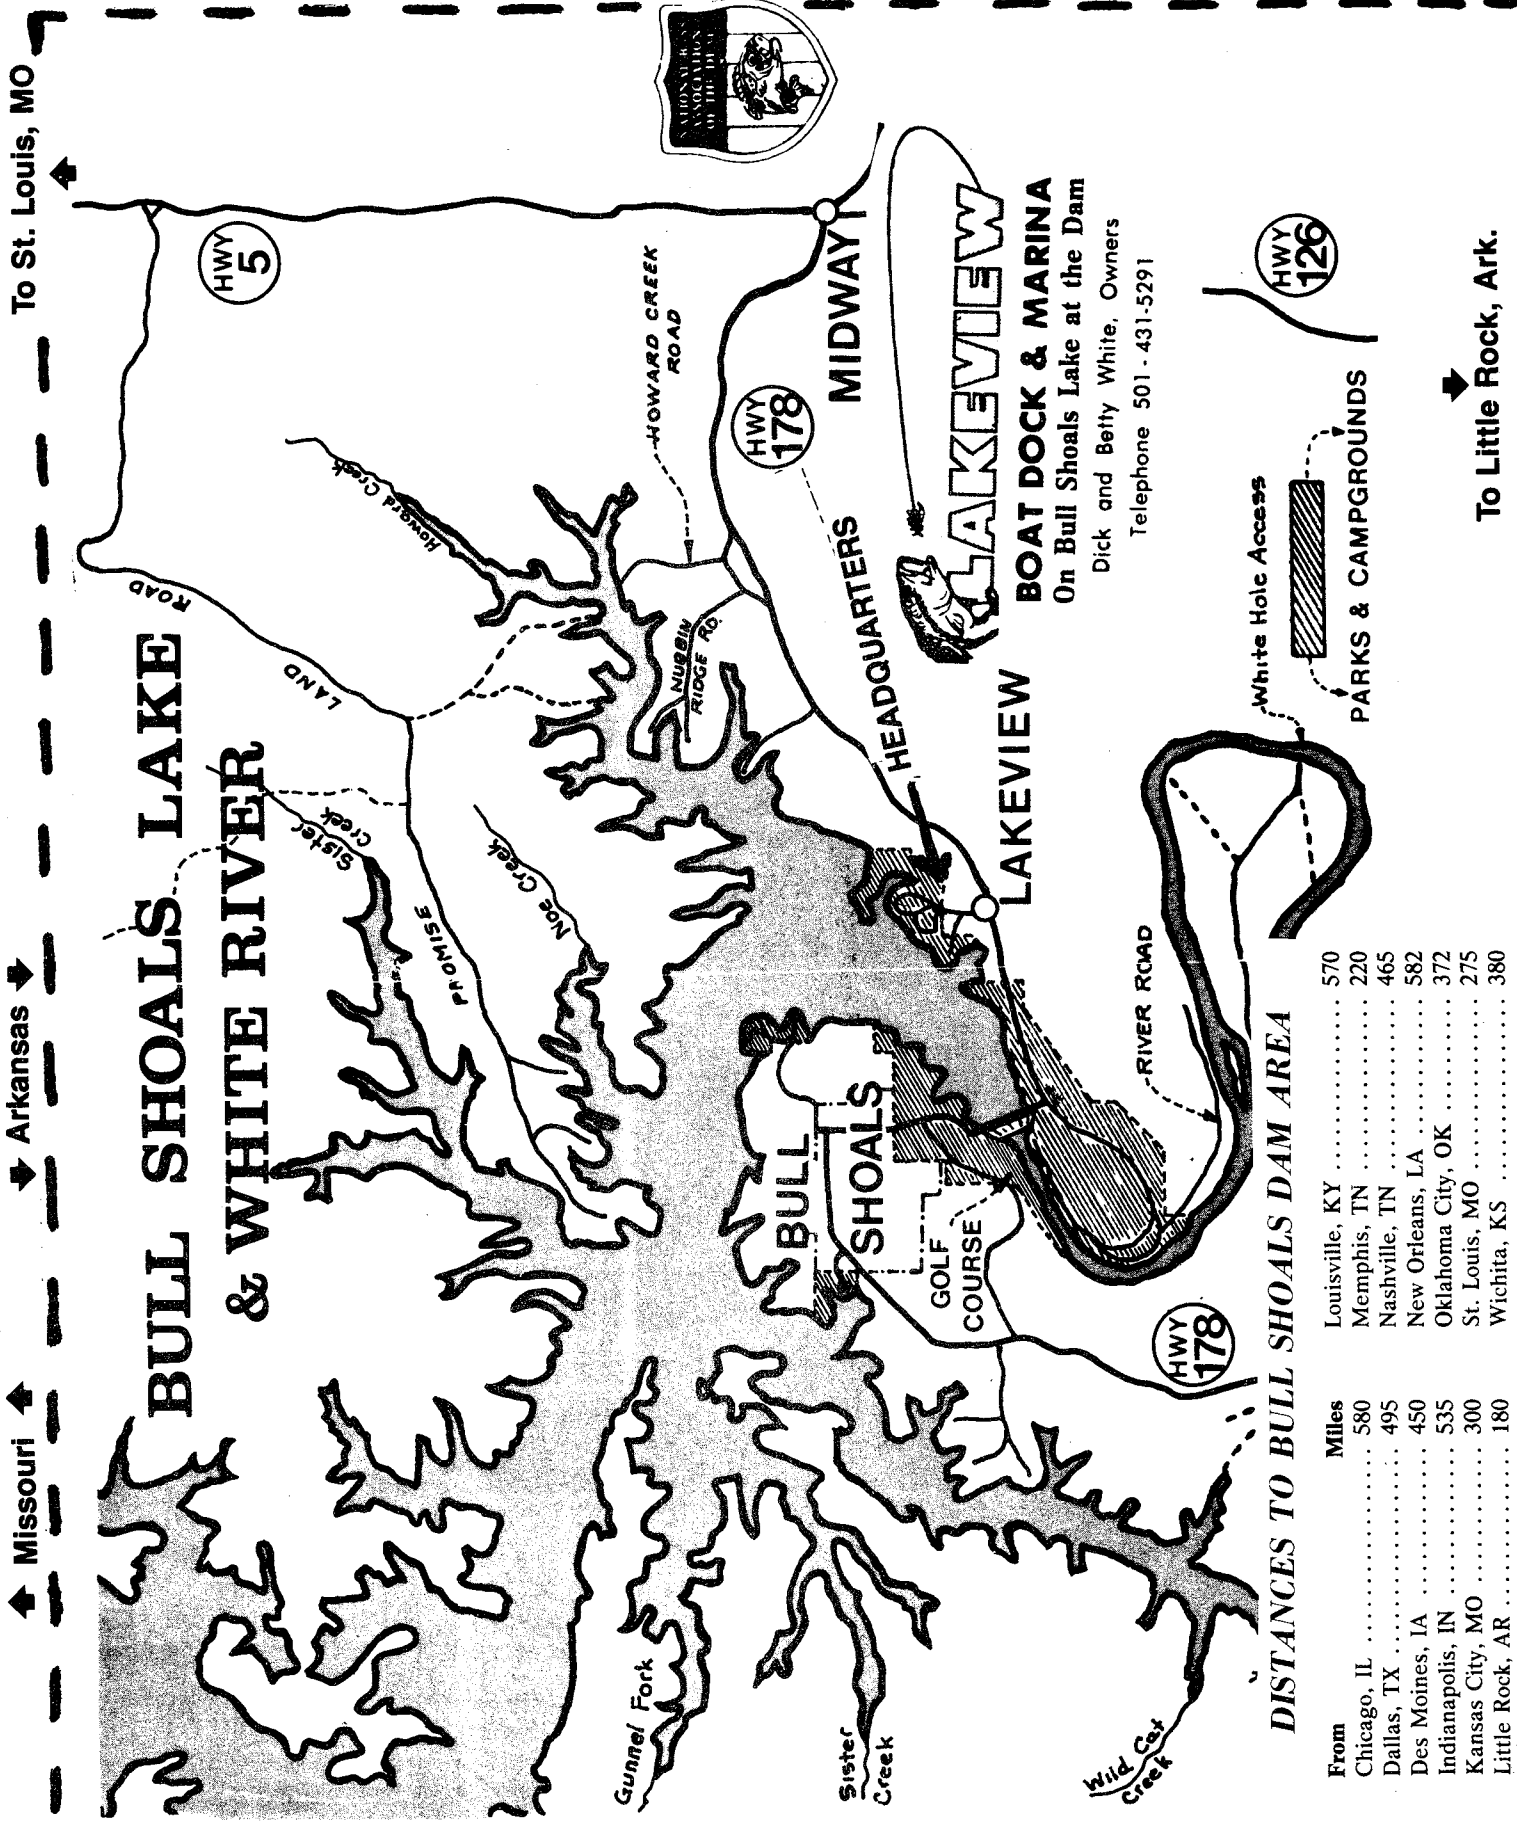 Missouri
Arkansas
To St. Louis, MO
BULL SHOALS LAKE
& WHITE RIVER
HWY
5
ROAD
LAND
PROMISE
Sister
Creek
Noe Creek
Howard Creek
HOWARD CREEK
ROAD
NUBBIN
RIDGE RD.
NATIONAL FISH
ASSOCIATION
OF THE DEAF
HWY
178
MIDWAY
HEADQUARTERS
LAKEVIEW
BULL
SHOALS
GOLF
COURSE
Gunnel Fork
Sister
Creek
Wild Cat
Creek
HWY
178
RIVER ROAD
LAKEVIEW
BOAT DOCK & MARINA
On Bull Shoals Lake at the Dam
Dick and Betty White, Owners
Telephone 501 - 431-5291
HWY
126
White Hole Access
PARKS & CAMPGROUNDS
To Little Rock, Ark.
DISTANCES TO BULL SHOALS DAM AREA
From Miles
Chicago, IL 580
Dallas, TX 495
Des Moines, IA 450
Indianapolis, IN 535
Kansas City, MO 300
Little Rock, AR 180
Louisville, KY 570
Memphis, TN 220
Nashville, TN 465
New Orleans, LA 582
Oklahoma City, OK 372
St. Louis, MO 275
Wichita, KS 380